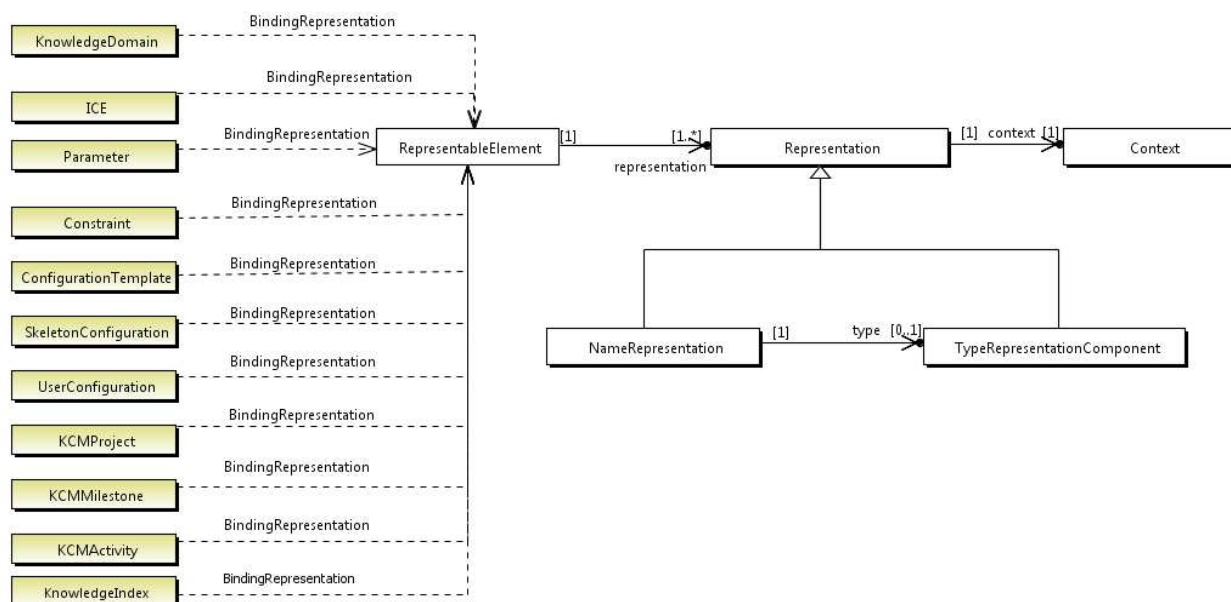 BindingRepresentation
KnowledgeDomain
BindingRepresentation
ICE
BindingRepresentation
Parameter
RepresentableElement
[1]
[1..*]
representation
Representation
[1] context [1]
Context
BindingRepresentation
Constraint
BindingRepresentation
ConfigurationTemplate
BindingRepresentation
SkeletonConfiguration
NameRepresentation
[1]
type [0..1]
TypeRepresentationComponent
BindingRepresentation
UserConfiguration
BindingRepresentation
KCMProject
BindingRepresentation
KCMMilestone
BindingRepresentation
KCMActivity
BindingRepresentation
KnowledgeIndex